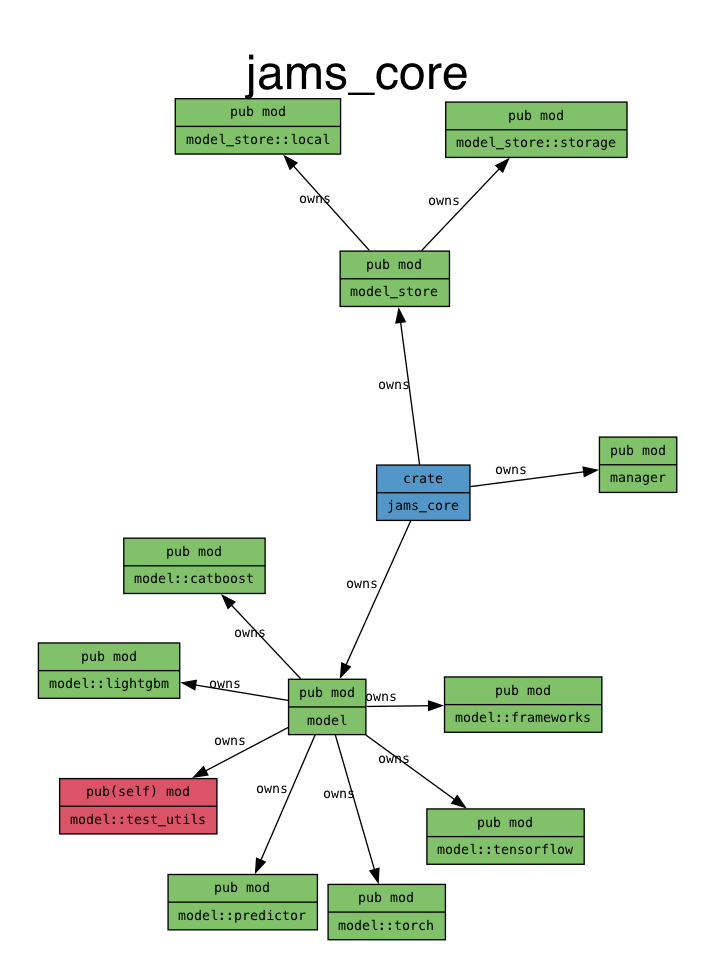 jams_core
pub mod
model_store::local
pub mod
model_store::storage
owns
owns
pub mod
model_store
owns
pub mod
manager
owns
crate
jams_core
pub mod
model::catboost
owns
owns
pub mod
model::lightgbm
owns
pub mod
model
owns
pub mod
model::frameworks
owns
pub(self) mod
model::test_utils
owns
owns
owns
pub mod
model::tensorflow
pub mod
model::predictor
pub mod
model::torch